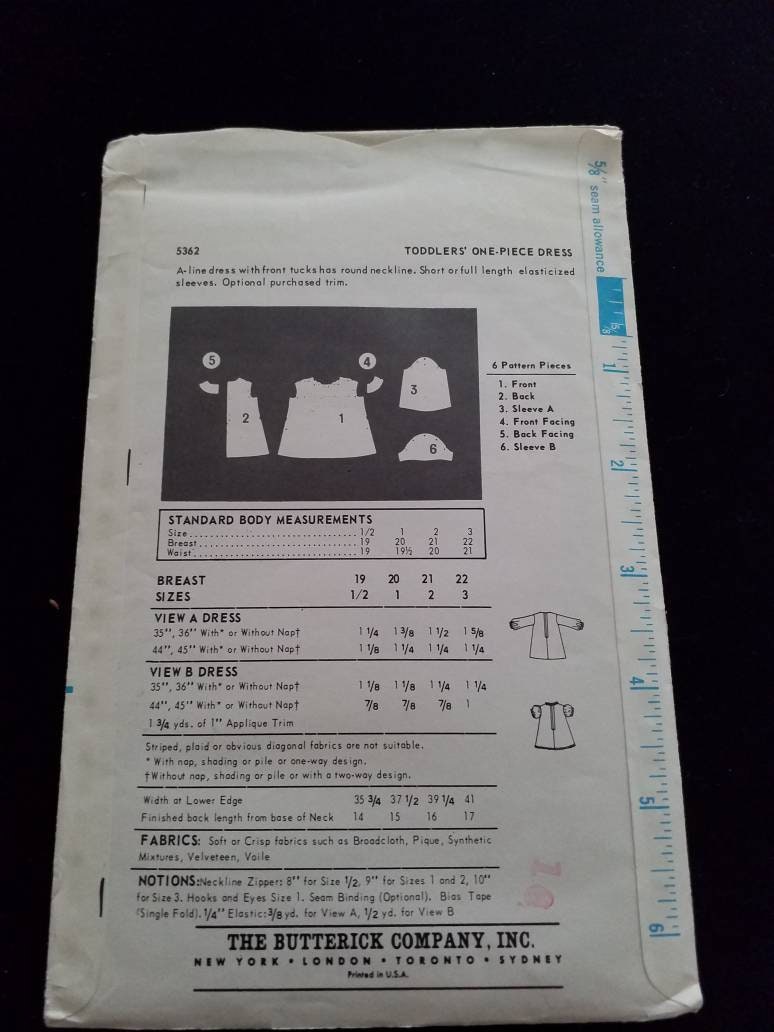 5/8" seam allowance
5362 TODDLERS' ONE-PIECE DRESS
A-line dress with front tucks has round neckline. Short or full length elasticized
sleeves. Optional purchased trim.
5 4 3 2 1 6
6 Pattern Pieces
1. Front
2. Back
3. Sleeve A
4. Front Facing
5. Back Facing
6. Sleeve B
STANDARD BODY MEASUREMENTS
Size 1/2 1 2 3
Breast 19 20 21 22
Waist 19 19½ 20 21
BREAST 19 20 21 22
SIZES 1/2 1 2 3
VIEW A DRESS
35", 36" With* or Without Nap† 1 1/4 1 3/8 1 1/2 1 5/8
44", 45" With* or Without Nap† 1 1/8 1 1/4 1 1/4 1 1/4
VIEW B DRESS
35", 36" With* or Without Nap† 1 1/8 1 1/8 1 1/4 1 1/4
44", 45" With* or Without Nap† 7/8 7/8 7/8 1
1 3/4 yds. of 1" Applique Trim
Striped, plaid or obvious diagonal fabrics are not suitable.
* With nap, shading or pile or one-way design.
†Without nap, shading or pile or with a two-way design.
Width at Lower Edge 35 3/4 37 1/2 39 1/4 41
Finished back length from base of Neck 14 15 16 17
FABRICS: Soft or Crisp fabrics such as Broadcloth, Pique, Synthetic
Mixtures, Velveteen, Voile
NOTIONS:Neckline Zipper: 8" for Size 1/2, 9" for Sizes 1 and 2, 10"
for Size 3. Hooks and Eyes Size 1. Seam Binding (Optional). Bias Tape
(Single Fold). 1/4" Elastic: 3/8 yd. for View A, 1/2 yd. for View B
THE BUTTERICK COMPANY, INC.
NEW YORK • LONDON • TORONTO • SYDNEY
Printed in U.S.A.
5/8
1
2
3
4
5
6